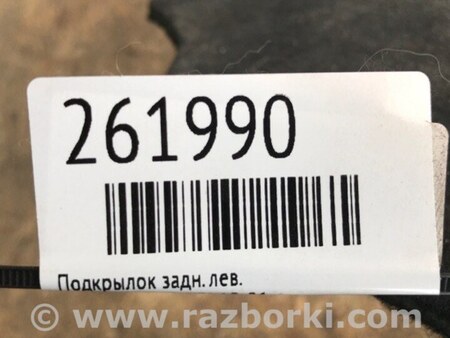 261990
Подкрылок задн. лев.
© www.razborki.com